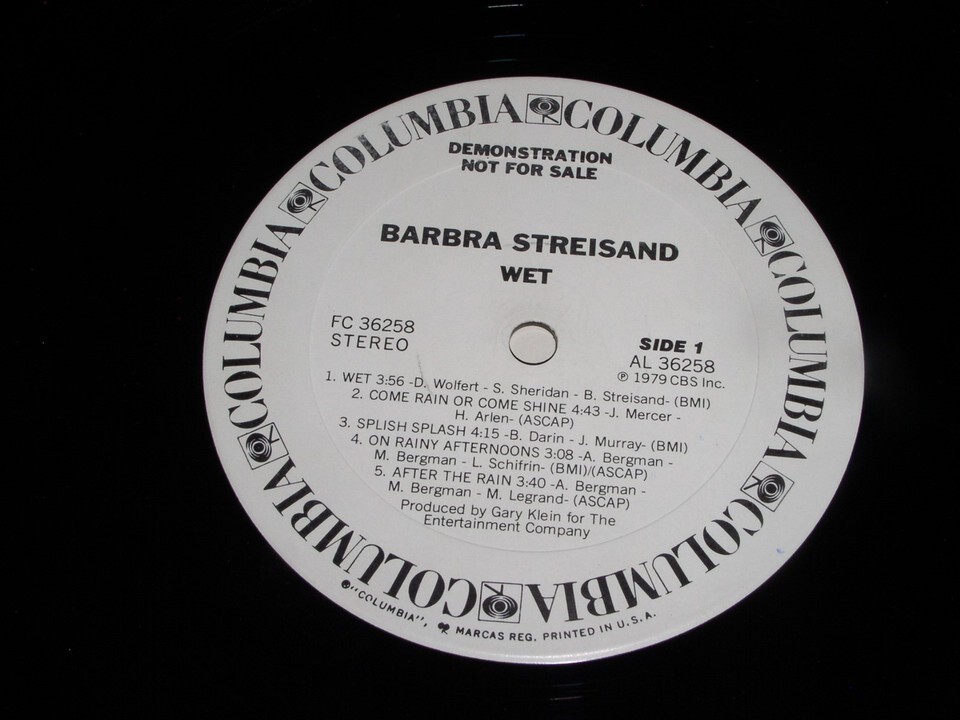 COLUMBIA COLUMBIA COLUMBIA COLUMBIA COLUMBIA COLUMBIA COLUMBIA COLUMBIA
DEMONSTRATION
NOT FOR SALE
BARBRA STREISAND
WET
FC 36258
STEREO
SIDE 1
AL 36258
℗ 1979 CBS Inc.
1. WET 3:56 -D. Wolfert - S. Sheridan - B. Streisand- (BMI)
2. COME RAIN OR COME SHINE 4:43 -J. Mercer -
H. Arlen- (ASCAP)
3. SPLISH SPLASH 4:15 -B. Darin - J. Murray- (BMI)
4. ON RAINY AFTERNOONS 3:08 -A. Bergman -
M. Bergman - L. Schifrin- (BMI)/(ASCAP)
5. AFTER THE RAIN 3:40 -A. Bergman -
M. Bergman - M. Legrand- (ASCAP)
Produced by Gary Klein for The
Entertainment Company
"COLUMBIA", MARCAS REG. PRINTED IN U.S.A.